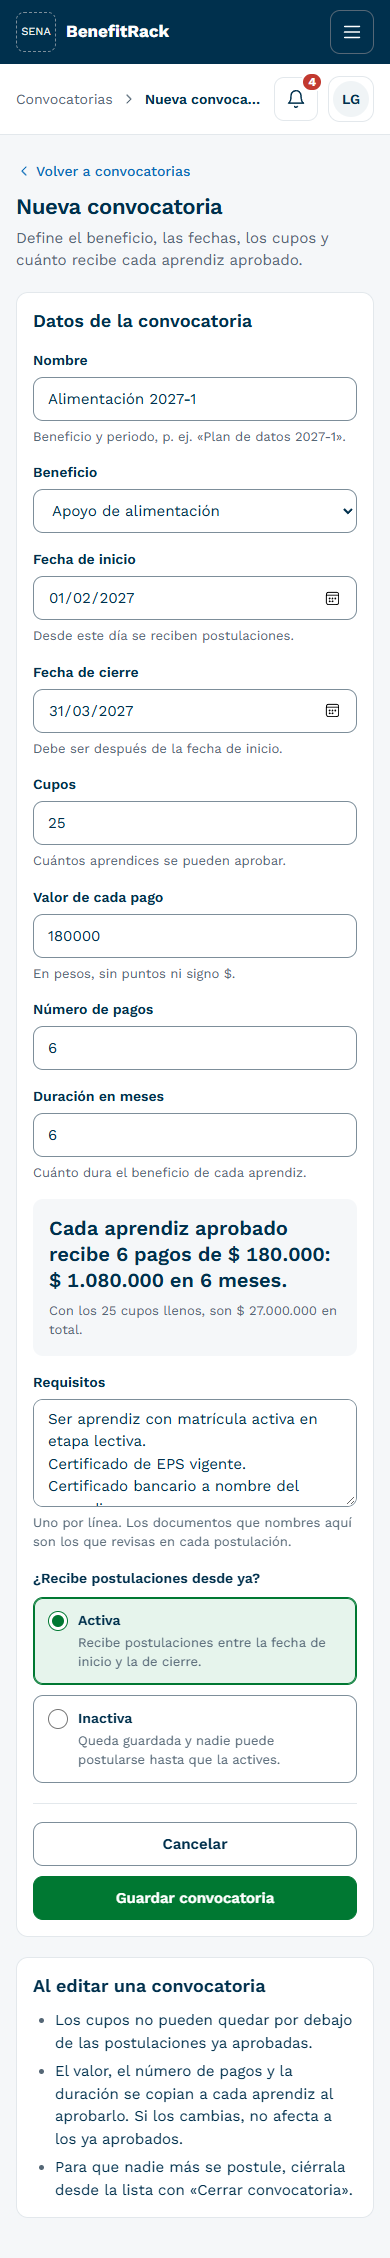 SENA BenefitRack
Convocatorias > Nueva convoca... 4 LG
Volver a convocatorias
Nueva convocatoria
Define el beneficio, las fechas, los cupos y
cuánto recibe cada aprendiz aprobado.
Datos de la convocatoria
Nombre
Alimentación 2027-1
Beneficio y periodo, p. ej. «Plan de datos 2027-1».
Beneficio
Apoyo de alimentación
Fecha de inicio
01/02/2027
Desde este día se reciben postulaciones.
Fecha de cierre
31/03/2027
Debe ser después de la fecha de inicio.
Cupos
25
Cuántos aprendices se pueden aprobar.
Valor de cada pago
180000
En pesos, sin puntos ni signo $.
Número de pagos
6
Duración en meses
6
Cuánto dura el beneficio de cada aprendiz.
Cada aprendiz aprobado
recibe 6 pagos de $ 180.000:
$ 1.080.000 en 6 meses.
Con los 25 cupos llenos, son $ 27.000.000 en
total.
Requisitos
Ser aprendiz con matrícula activa en
etapa lectiva.
Certificado de EPS vigente.
Certificado bancario a nombre del
Uno por línea. Los documentos que nombres aquí
son los que revisas en cada postulación.
¿Recibe postulaciones desde ya?
Activa
Recibe postulaciones entre la fecha de
inicio y la de cierre.
Inactiva
Queda guardada y nadie puede
postularse hasta que la actives.
Cancelar
Guardar convocatoria
Al editar una convocatoria
• Los cupos no pueden quedar por debajo
de las postulaciones ya aprobadas.
• El valor, el número de pagos y la
duración se copian a cada aprendiz al
aprobarlo. Si los cambias, no afecta a
los ya aprobados.
• Para que nadie más se postule, ciérrala
desde la lista con «Cerrar convocatoria».